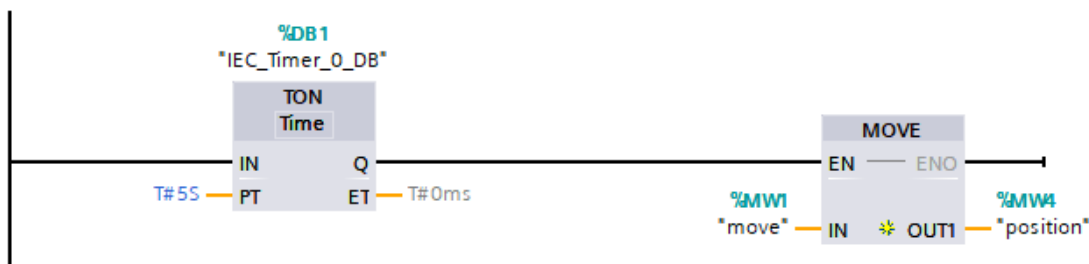 %DB1
"IEC_Timer_0_DB"
TON
Time
IN Q
T#5S PT ET T#0ms
MOVE
EN ENO
%MW1
"move" IN OUT1
%MW4
"position"